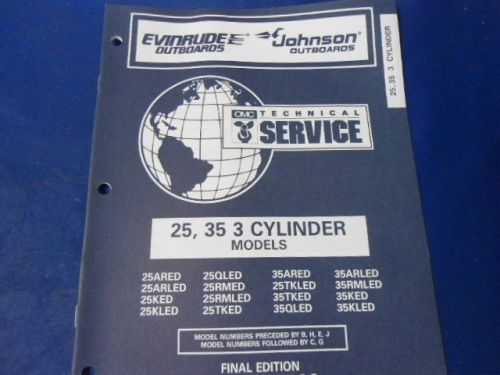 EVINRUDE
OUTBOARDS
Johnson
OUTBOARDS
25,35 3 CYLINDER
OMC TECHNICAL
SERVICE
25, 35 3 CYLINDER
MODELS
25ARED 25QLED 35ARED 35ARLED
25ARLED 25RMED 25TKLED 35RMLED
25KED 25RMLED 35TKED 35KED
25KLED 25TKED 35QLED 35KLED
MODEL NUMBERS PRECEDED BY B, H, E, J
MODEL NUMBERS FOLLOWED BY C, G
FINAL EDITION